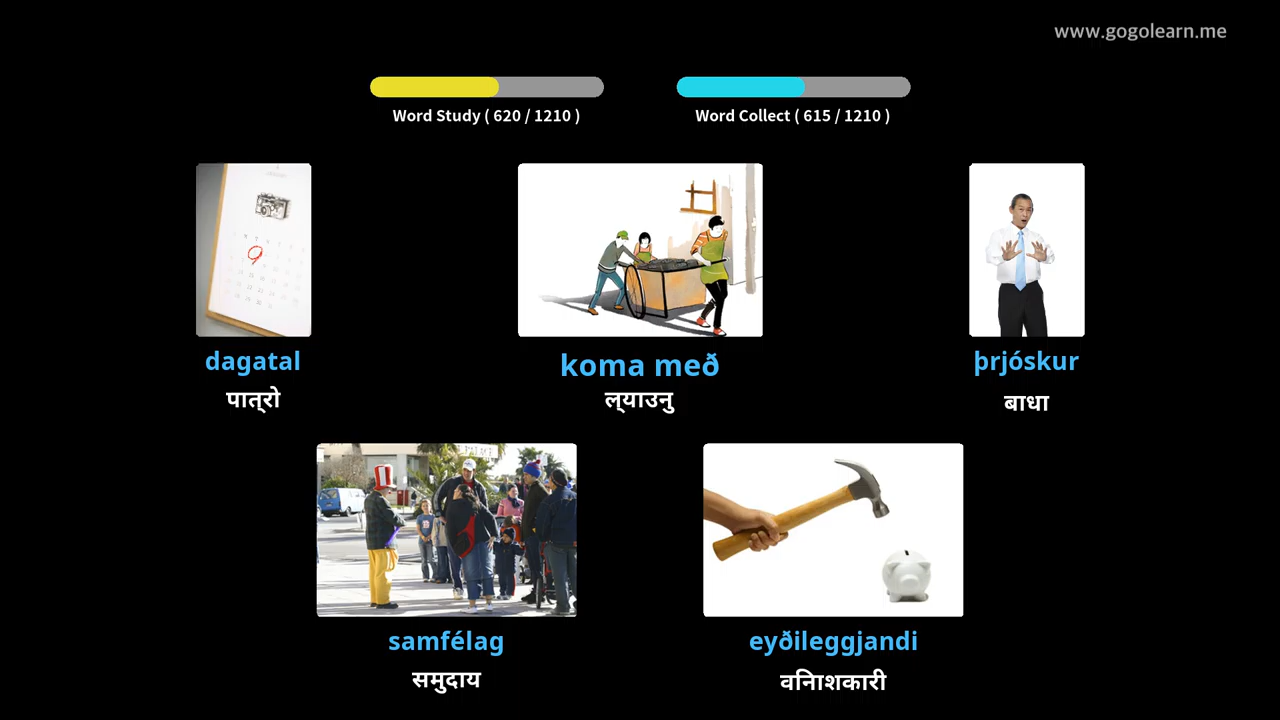 www.gogolearn.me
Word Study ( 620 / 1210 )
Word Collect ( 615 / 1210 )
dagatal
पात्रो
koma með
ल्याउनु
þrjóskur
बाधा
samfélag
समुदाय
eyðileggjandi
विनाशकारी